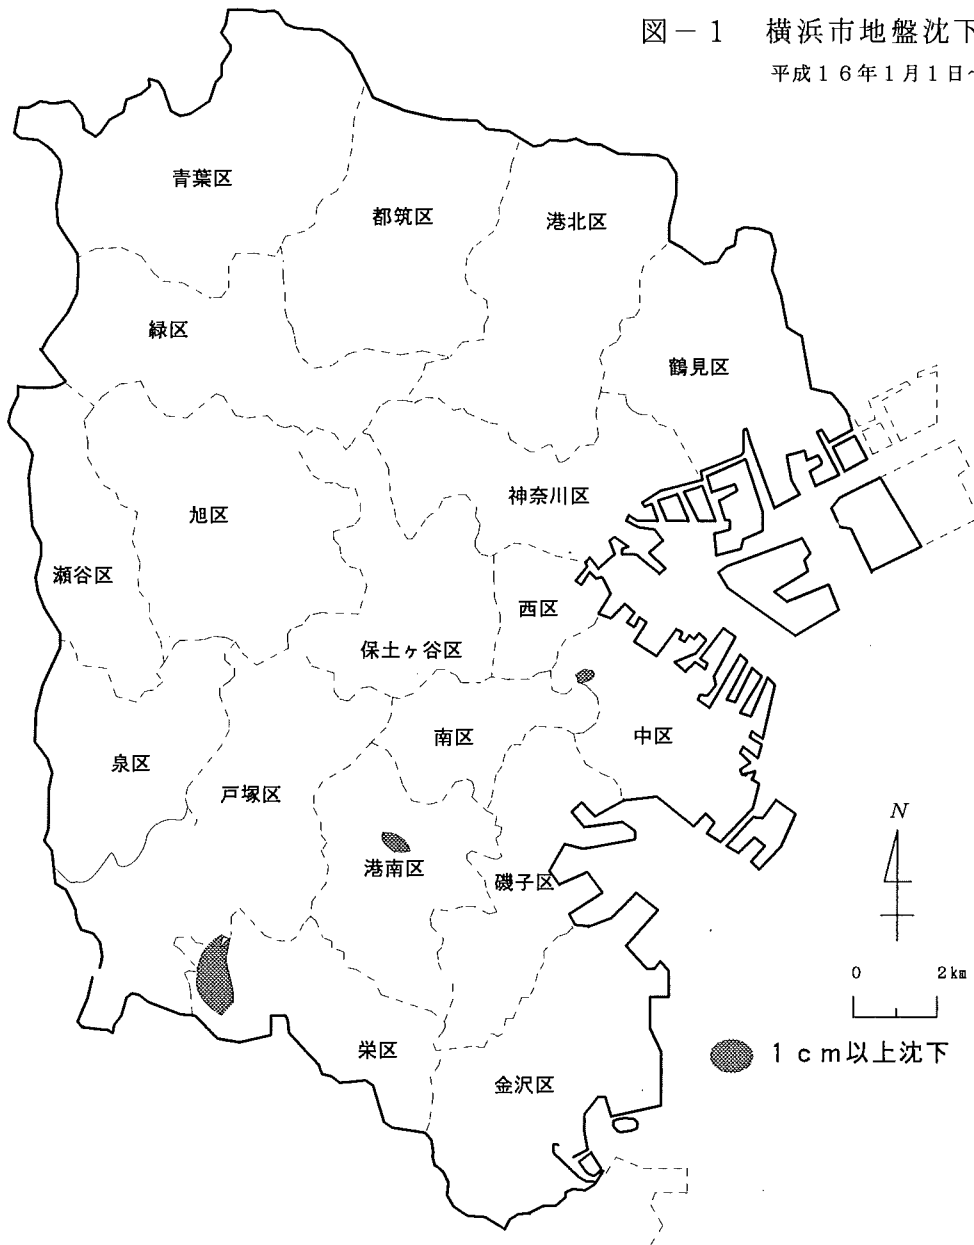 図－１　横浜市地盤沈下
平成１６年１月１日～
青葉区
都筑区
港北区
緑区
鶴見区
神奈川区
旭区
瀬谷区
西区
保土ヶ谷区
南区
中区
泉区
戸塚区
港南区
磯子区
N
0　2km
栄区
１ｃｍ以上沈下
金沢区